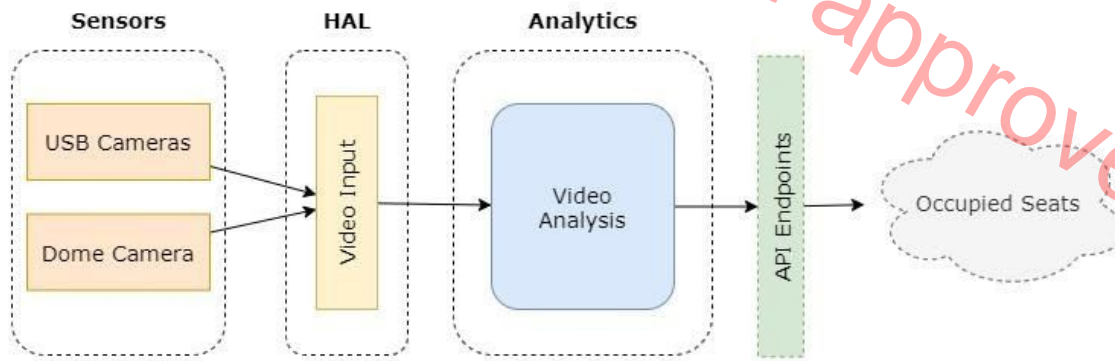 Sensors
HAL
Analytics
USB Cameras
Dome Camera
Video Input
Video
Analysis
API Endpoints
Occupied Seats